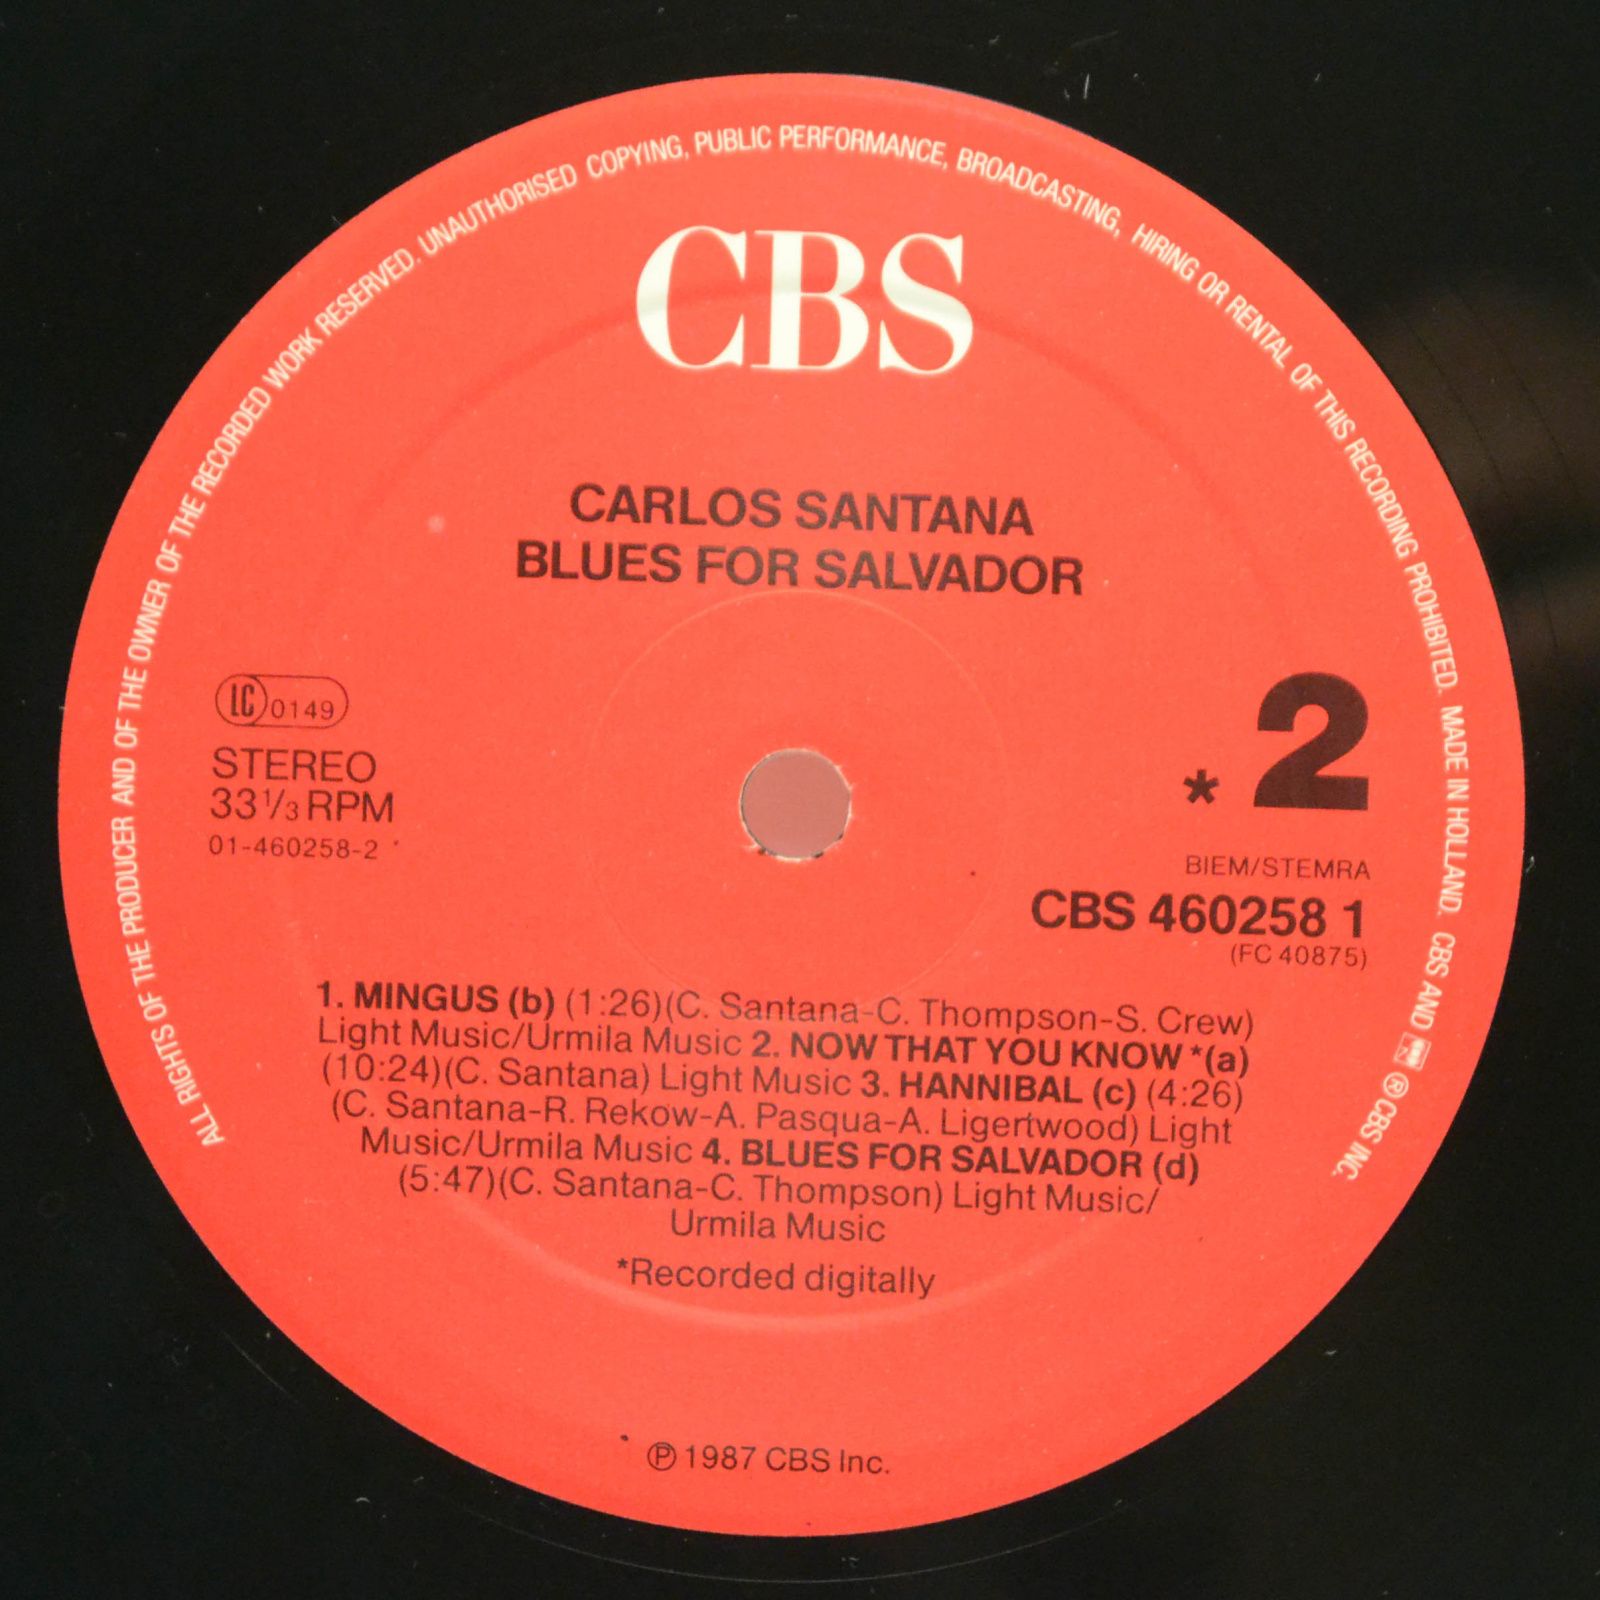 ALL RIGHTS OF THE PRODUCER AND OF THE OWNER OF THE RECORDED WORK RESERVED. UNAUTHORISED COPYING, PUBLIC PERFORMANCE, BROADCASTING, HIRING OR RENTAL OF THIS RECORDING PROHIBITED. MADE IN HOLLAND. CBS AND ® CBS INC.
CBS
CARLOS SANTANA
BLUES FOR SALVADOR
LC 0149
STEREO
33 1/3 RPM
01-460258-2
* 2
BIEM/STEMRA
CBS 460258 1
(FC 40875)
1. MINGUS (b) (1:26)(C. Santana-C. Thompson-S. Crew)
Light Music/Urmila Music 2. NOW THAT YOU KNOW *(a)
(10:24)(C. Santana) Light Music 3. HANNIBAL (c) (4:26)
(C. Santana-R. Rekow-A. Pasqua-A. Ligertwood) Light
Music/Urmila Music 4. BLUES FOR SALVADOR (d)
(5:47)(C. Santana-C. Thompson) Light Music/
Urmila Music
*Recorded digitally
℗ 1987 CBS Inc.